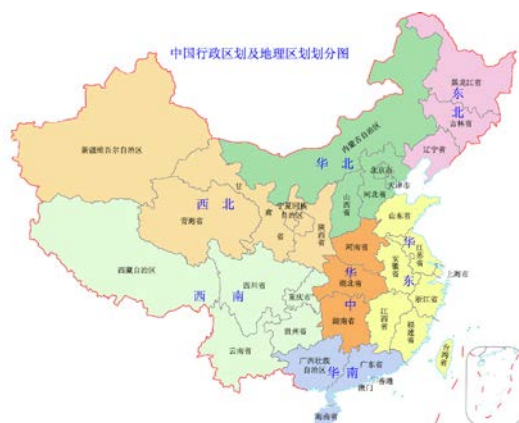 中国行政区划及地理区划划分图
黑龙江省
东
北
吉林省
辽宁省
内蒙古自治区
华 北
北京市
天津市
河北省
山西省
新疆维吾尔自治区
甘
肃
省
宁夏回族
自治区
西 北
青海省
陕西省
山东省
河南省
华
东
江苏省
安徽省
上海市
西藏自治区
四川省
西 南
重庆市
华
中
湖北省
湖南省
浙江省
江西省
福建省
贵州省
云南省
台湾省
广西壮族
自治区
广东省
华 南
香港
澳门
海南省